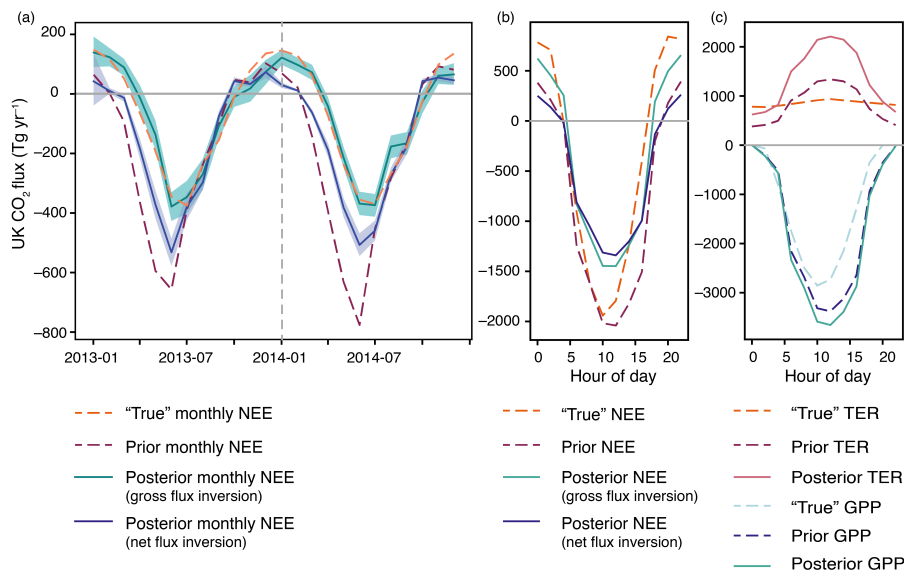 (a)
(b)
(c)
UK CO₂ flux (Tg yr⁻¹)
200
0
−200
−400
−600
−800
2013-01
2013-07
2014-01
2014-07
500
0
−500
−1000
−1500
−2000
0
5
10
15
20
Hour of day
2000
1000
0
−1000
−2000
−3000
0
5
10
15
20
Hour of day
“True” monthly NEE
Prior monthly NEE
Posterior monthly NEE
(gross flux inversion)
Posterior monthly NEE
(net flux inversion)
“True” NEE
Prior NEE
Posterior NEE
(gross flux inversion)
Posterior NEE
(net flux inversion)
“True” TER
Prior TER
Posterior TER
“True” GPP
Prior GPP
Posterior GPP